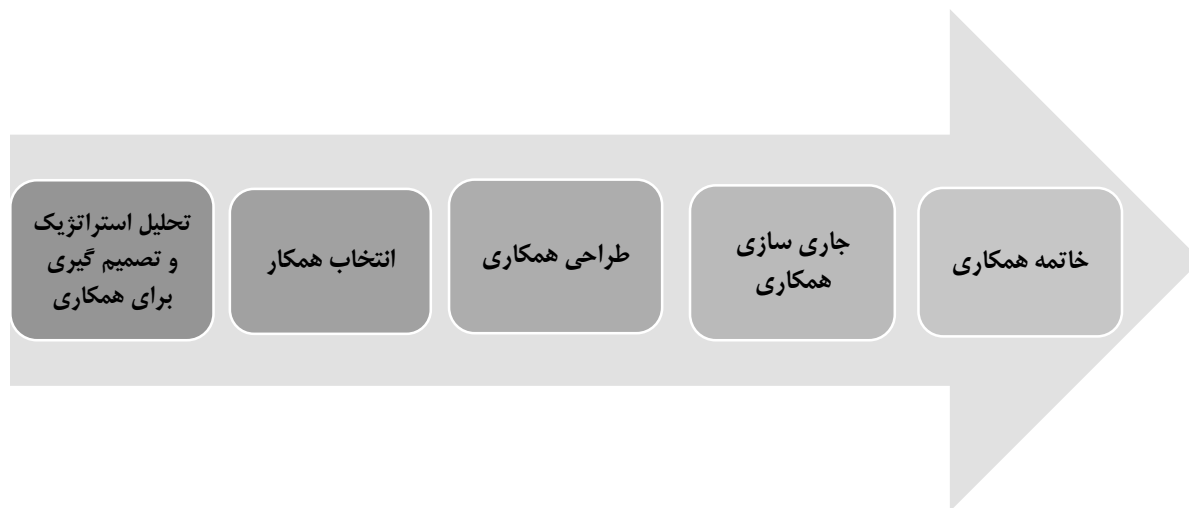 تحلیل استراتژیک
و تصمیم گیری
برای همکاری
انتخاب همکار
طراحی همکاری
جاری سازی
همکاری
خاتمه همکاری